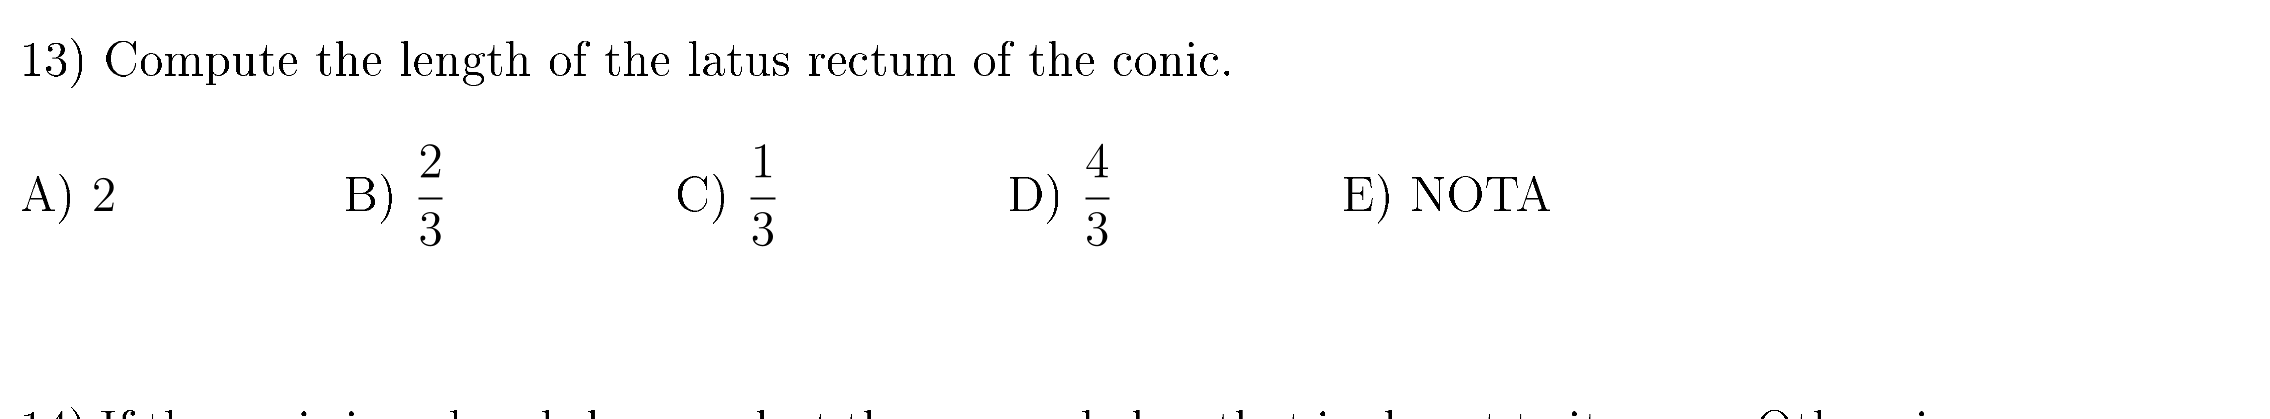 13) Compute the length of the latus rectum of the conic.
A) 2 B) \frac{2}{3} C) \frac{1}{3} D) \frac{4}{3} E) NOTA